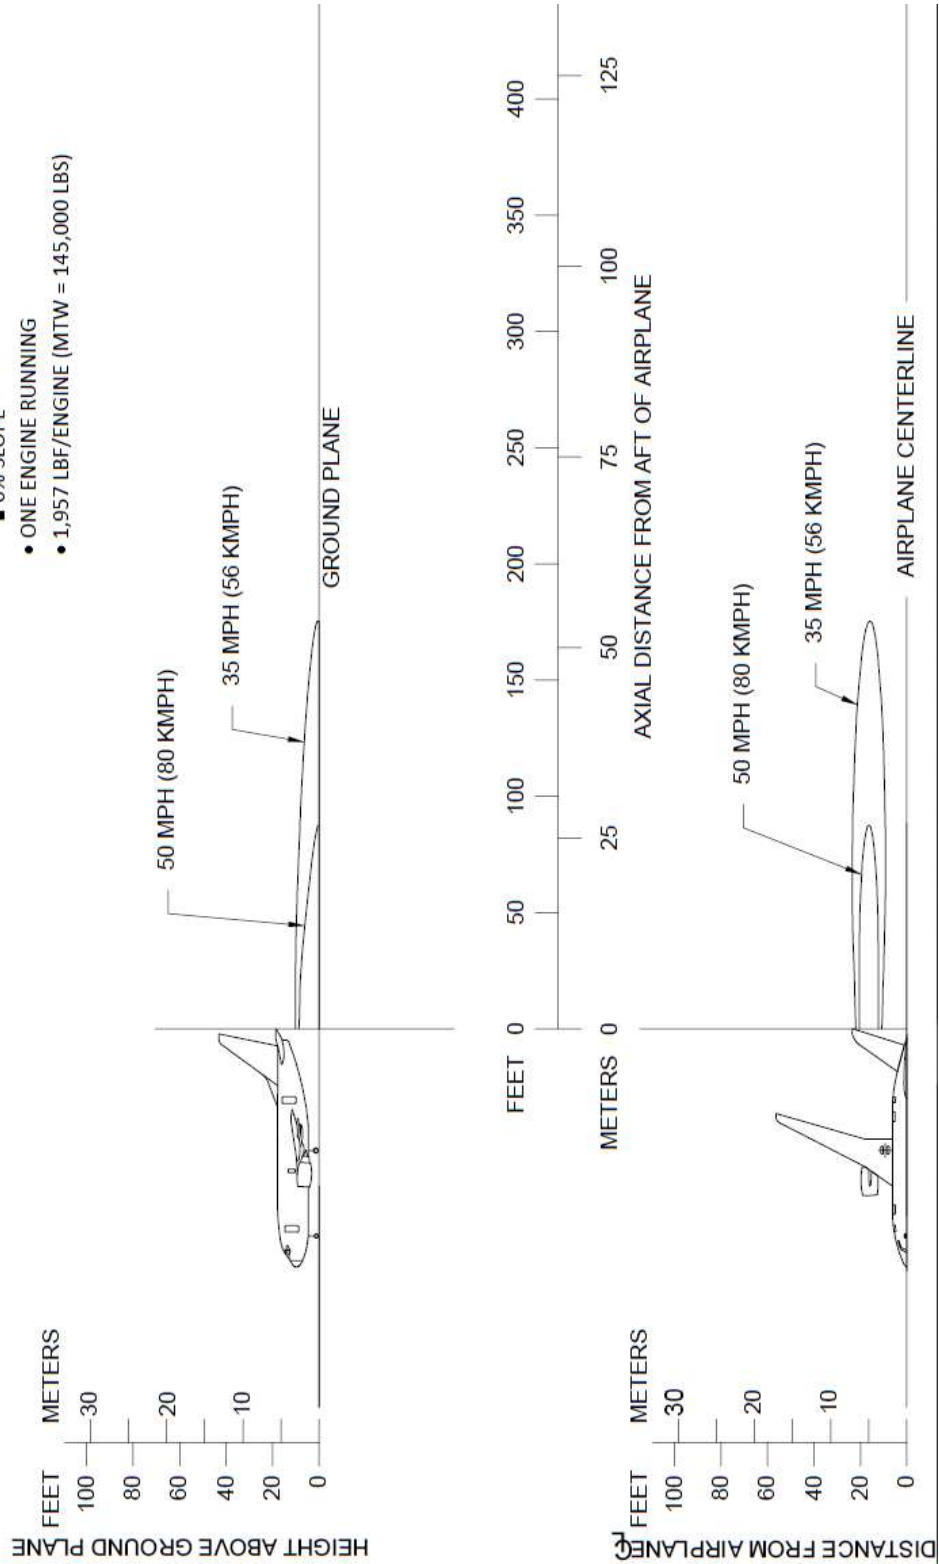 0% SLOPE
• ONE ENGINE RUNNING
• 1,957 LBF/ENGINE (MTW = 145,000 LBS)
HEIGHT ABOVE GROUND PLANE
FEET
METERS
100
80
60
40
20
0
30
20
10
50 MPH (80 KMPH)
35 MPH (56 KMPH)
GROUND PLANE
FEET
0
50
100
150
200
250
300
350
400
METERS
0
25
50
75
100
125
AXIAL DISTANCE FROM AFT OF AIRPLANE
DISTANCE FROM AIRPLANE CL
FEET
METERS
100
80
60
40
20
0
30
20
10
50 MPH (80 KMPH)
35 MPH (56 KMPH)
AIRPLANE CENTERLINE